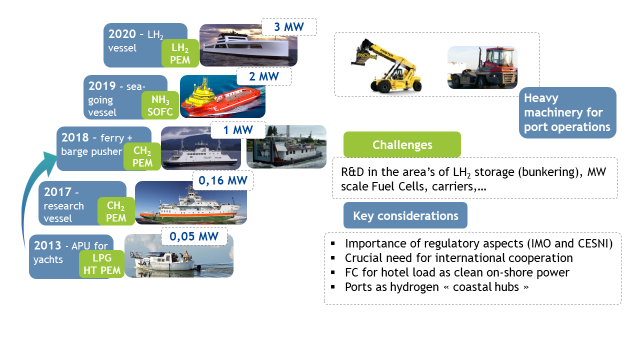 2020 – LH2
vessel
LH2
PEM
3 MW
2019 - sea-
going
vessel
NH3
SOFC
2 MW
2018 – ferry +
barge pusher
CH2
PEM
1 MW
2017 -
research
vessel
CH2
PEM
0,16 MW
2013 - APU for
yachts
LPG
HT PEM
0,05 MW
Heavy
machinery for
port operations
Challenges
R&D in the area’s of LH2 storage (bunkering), MW
scale Fuel Cells, carriers,…
Key considerations
▪ Importance of regulatory aspects (IMO and CESNI)
▪ Crucial need for international cooperation
▪ FC for hotel load as clean on-shore power
▪ Ports as hydrogen « coastal hubs »